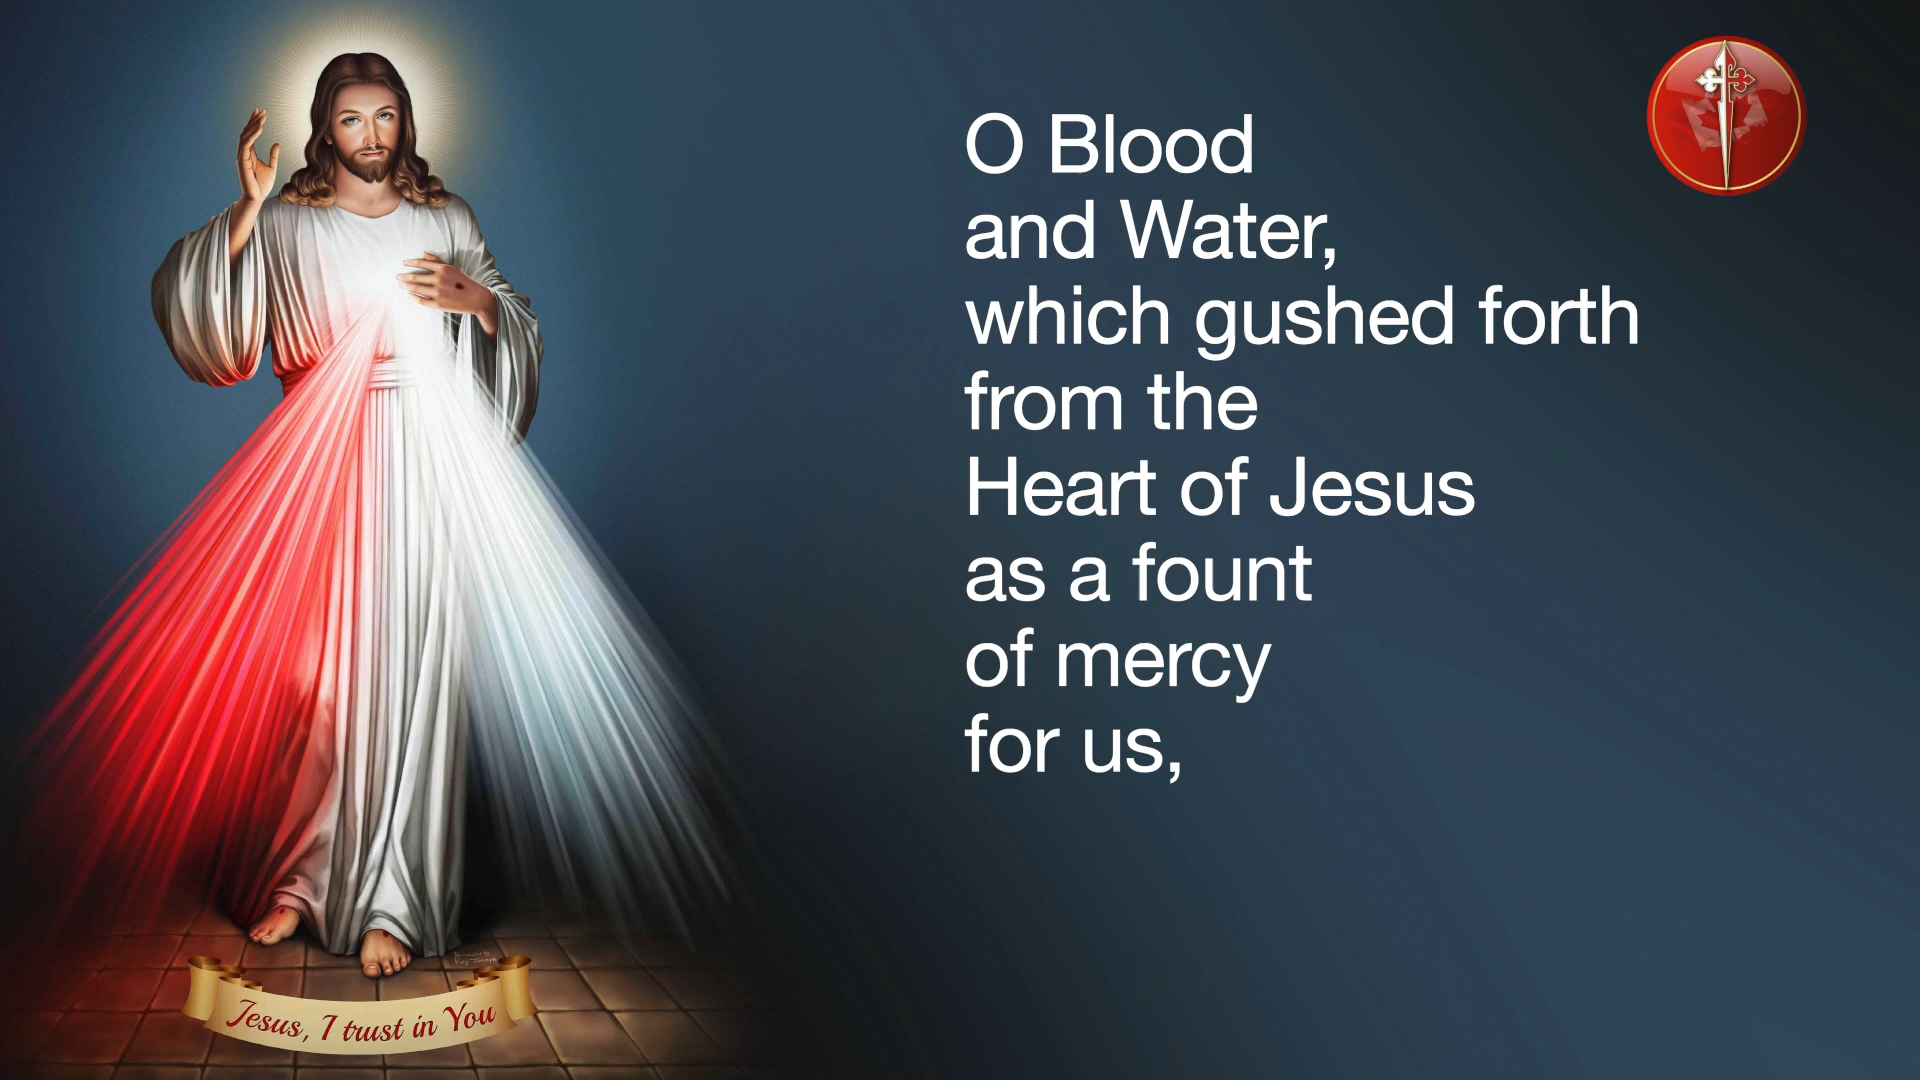 O Blood
and Water,
which gushed forth
from the
Heart of Jesus
as a fount
of mercy
for us,
Jesus, I trust in You